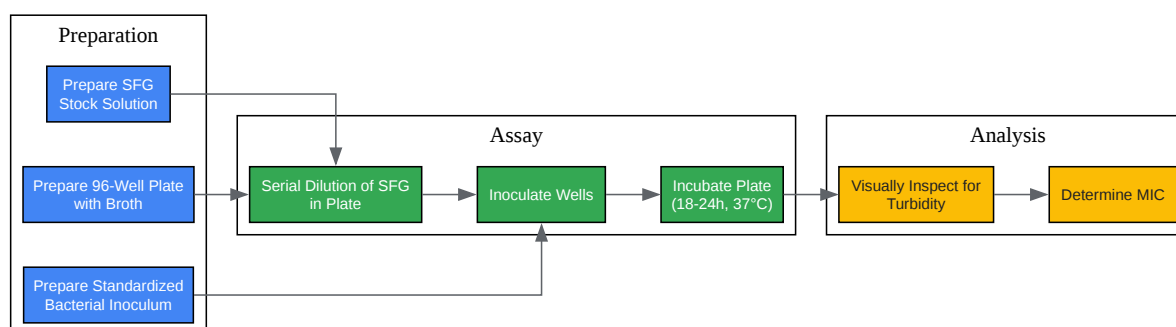 Preparation
Prepare SFG
Stock Solution
Prepare 96-Well Plate
with Broth
Prepare Standardized
Bacterial Inoculum
Assay
Serial Dilution of SFG
in Plate
Inoculate Wells
Incubate Plate
(18-24h, 37°C)
Analysis
Visually Inspect for
Turbidity
Determine MIC